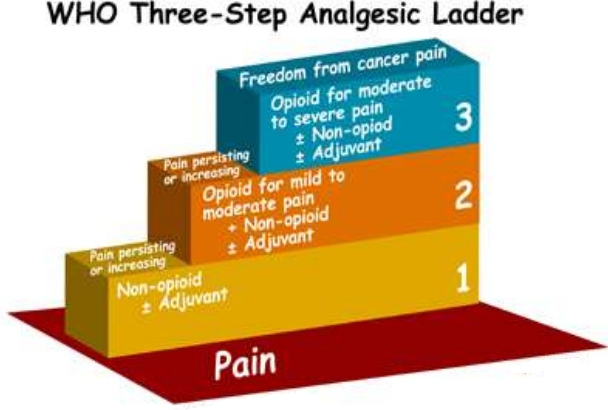 WHO Three-Step Analgesic Ladder
Freedom from cancer pain
Opioid for moderate
to severe pain
± Non-opiod
± Adjuvant
3
Pain persisting
or increasing
Opioid for mild to
moderate pain
+ Non-opioid
± Adjuvant
2
Pain persisting
or increasing
Non-opioid
± Adjuvant
1
Pain